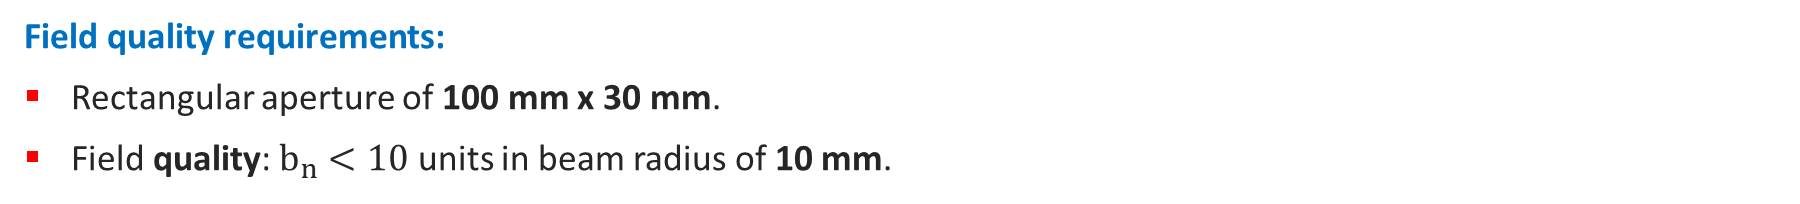 Field quality requirements:
▪ Rectangular aperture of 100 mm x 30 mm.
▪ Field quality: bₙ < 10 units in beam radius of 10 mm.